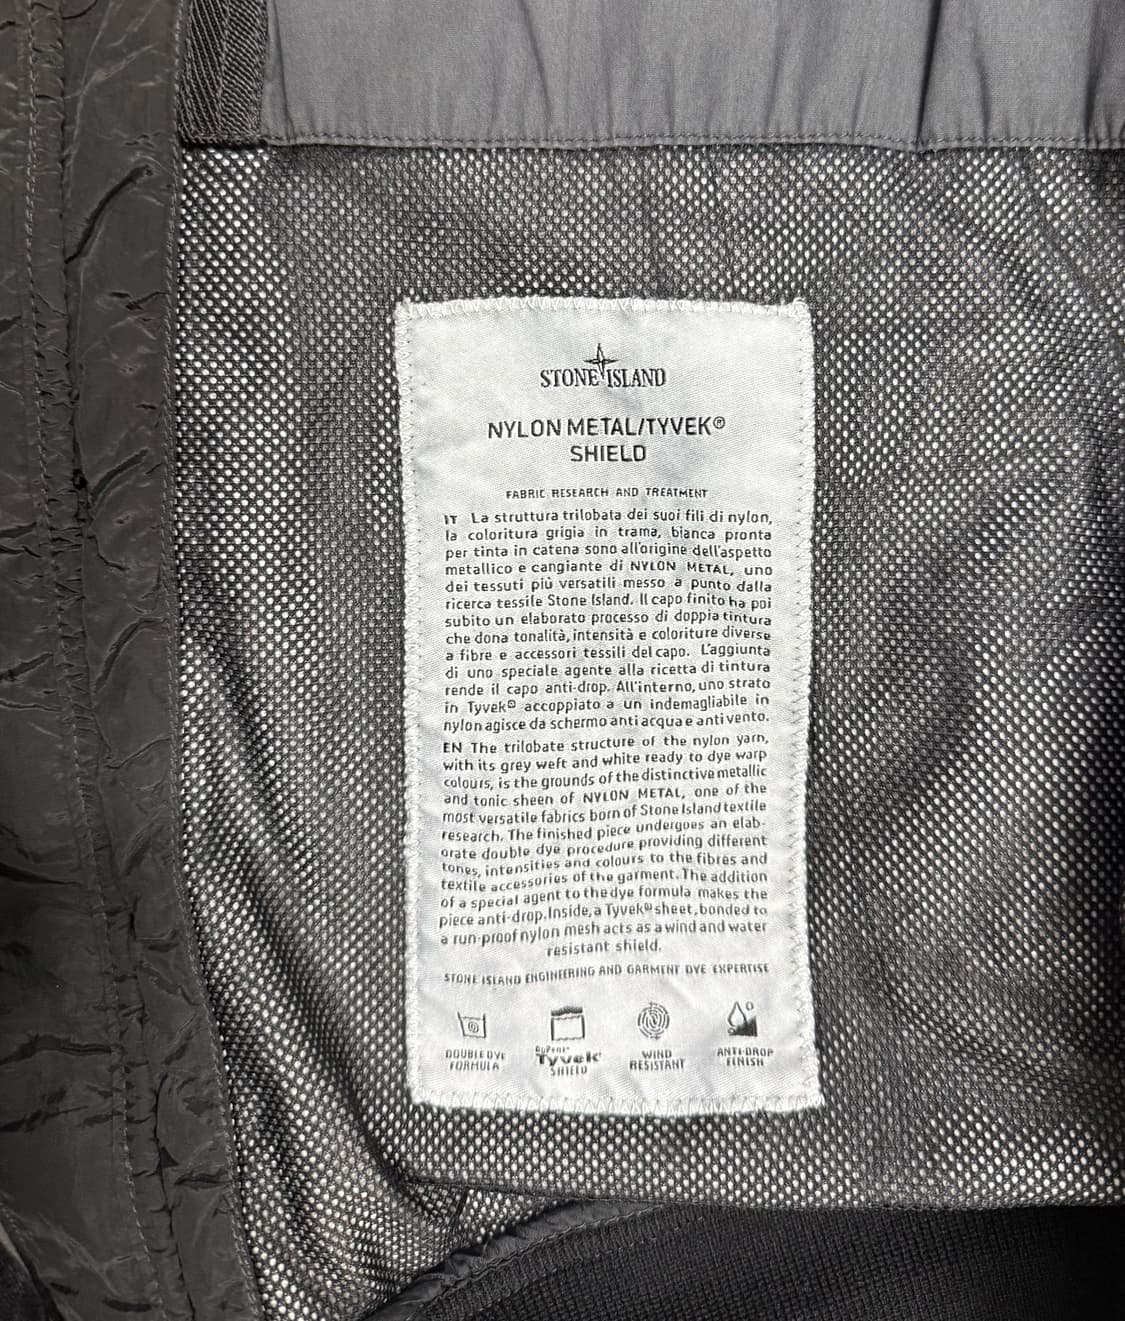 STONE ISLAND
NYLON METAL/TYVEK®
SHIELD
FABRIC RESEARCH AND TREATMENT
IT La struttura trilobata dei suoi fili di nylon,
la coloritura grigia in trama, bianca pronta
per tinta in catena sono all'origine dell'aspetto
metallico e cangiante di NYLON METAL, uno
dei tessuti più versatili messo a punto dalla
ricerca tessile Stone Island. Il capo finito ha poi
subito un elaborato processo di doppia tintura
che dona tonalità, intensità e coloriture diverse
a fibre e accessori tessili del capo. L'aggiunta
di uno speciale agente alla ricetta di tintura
rende il capo anti-drop. All'interno, uno strato
in Tyvek® accoppiato a un indemagliabile in
nylon agisce da schermo anti acqua e anti vento.
EN The trilobate structure of the nylon yarn,
with its grey weft and white ready to dye warp
colours, is the grounds of the distinctive metallic
and tonic sheen of NYLON METAL, one of the
most versatile fabrics born of Stone Island textile
research. The finished piece undergoes an elab-
orate double dye procedure providing different
tones, intensities and colours to the fibres and
textile accessories of the garment. The addition
of a special agent to the dye formula makes the
piece anti-drop. Inside, a Tyvek® sheet, bonded to
a run-proof nylon mesh acts as a wind and water
resistant shield.
STONE ISLAND ENGINEERING AND GARMENT DYE EXPERTISE
DOUBLE DYE
FORMULA
DuPont™
Tyvek®
SHIELD
WIND
RESISTANT
ANTI-DROP
FINISH